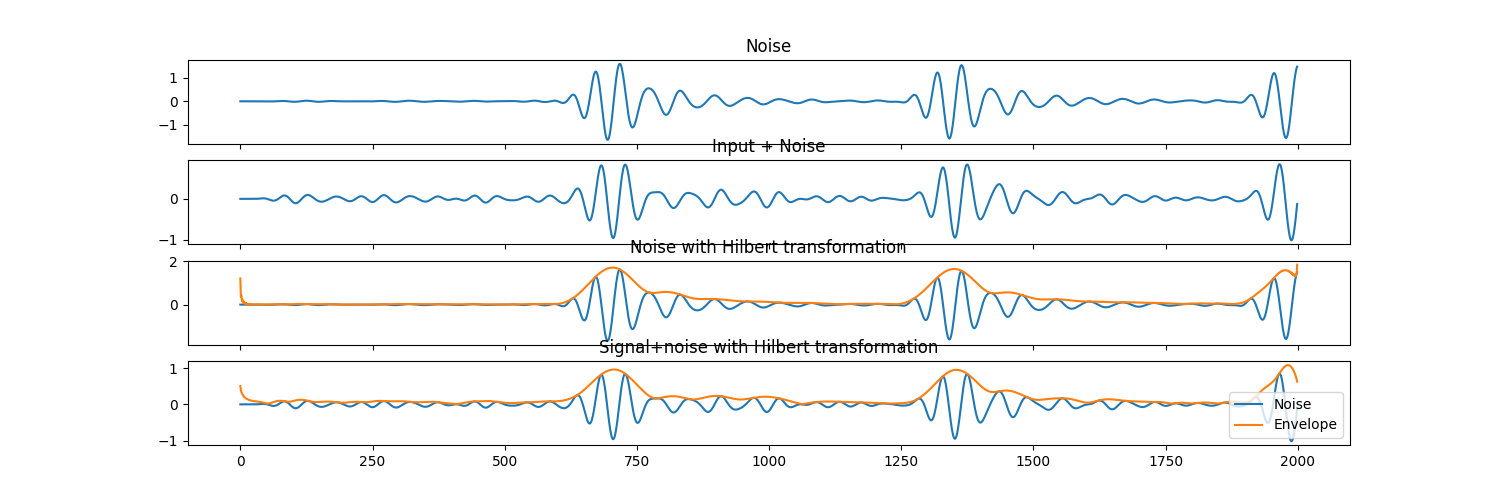 Noise
1
0
−1
Input + Noise
0
−1
Noise with Hilbert transformation
2
0
Signal+noise with Hilbert transformation
1
0
−1
Noise
Envelope
0 250 500 750 1000 1250 1500 1750 2000